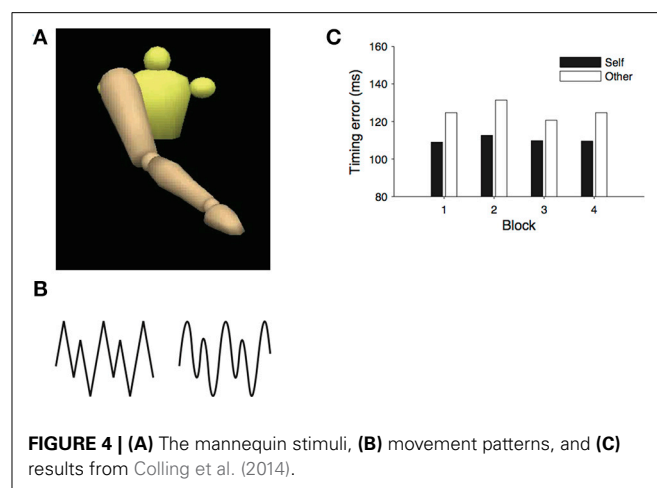 A
C
160
140
120
100
80
Timing error (ms)
Self
Other
1 2 3 4
Block
B
FIGURE 4 | (A) The mannequin stimuli, (B) movement patterns, and (C)
results from Colling et al. (2014).